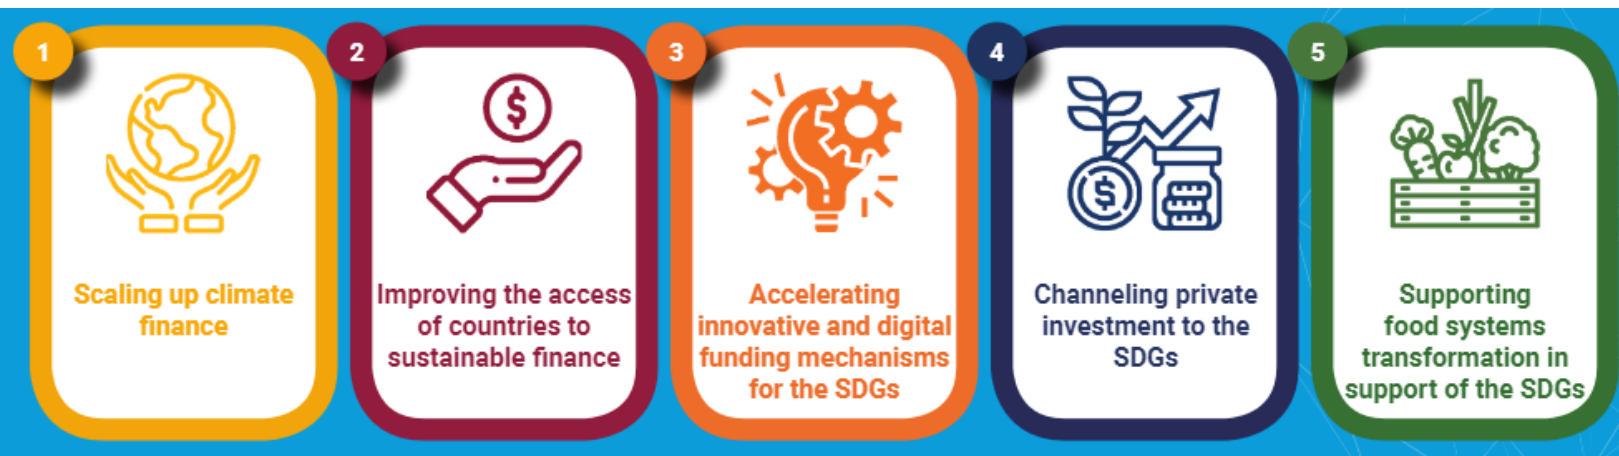 1
Scaling up climate
finance
2
$
Improving the access
of countries to
sustainable finance
3
Accelerating
innovative and digital
funding mechanisms
for the SDGs
4
$
Channeling private
investment to the
SDGs
5
Supporting
food systems
transformation in
support of the SDGs